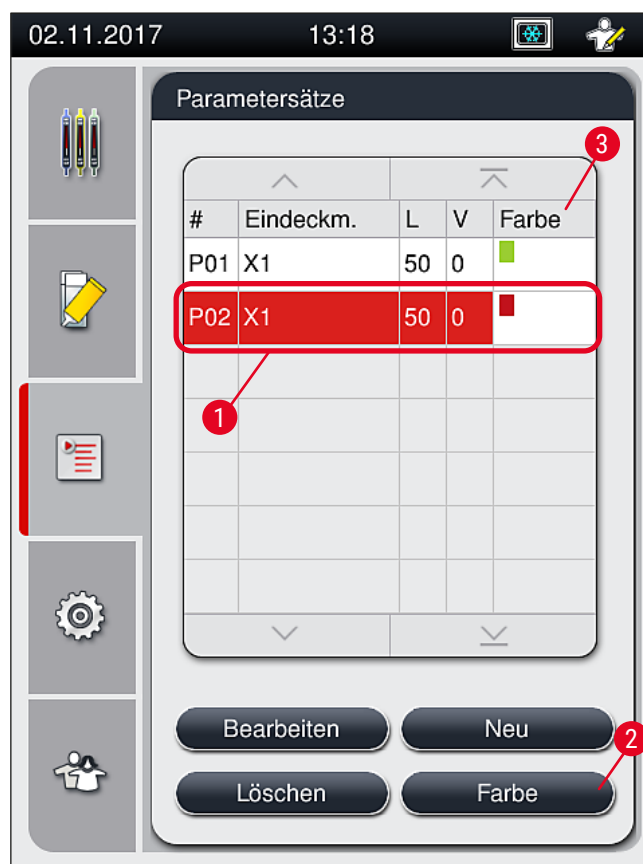 02.11.2017 13:18
Parametersätze
3
# Eindeckm. L V Farbe
P01 X1 50 0
P02 X1 50 0
1
Bearbeiten Neu
2
Löschen Farbe